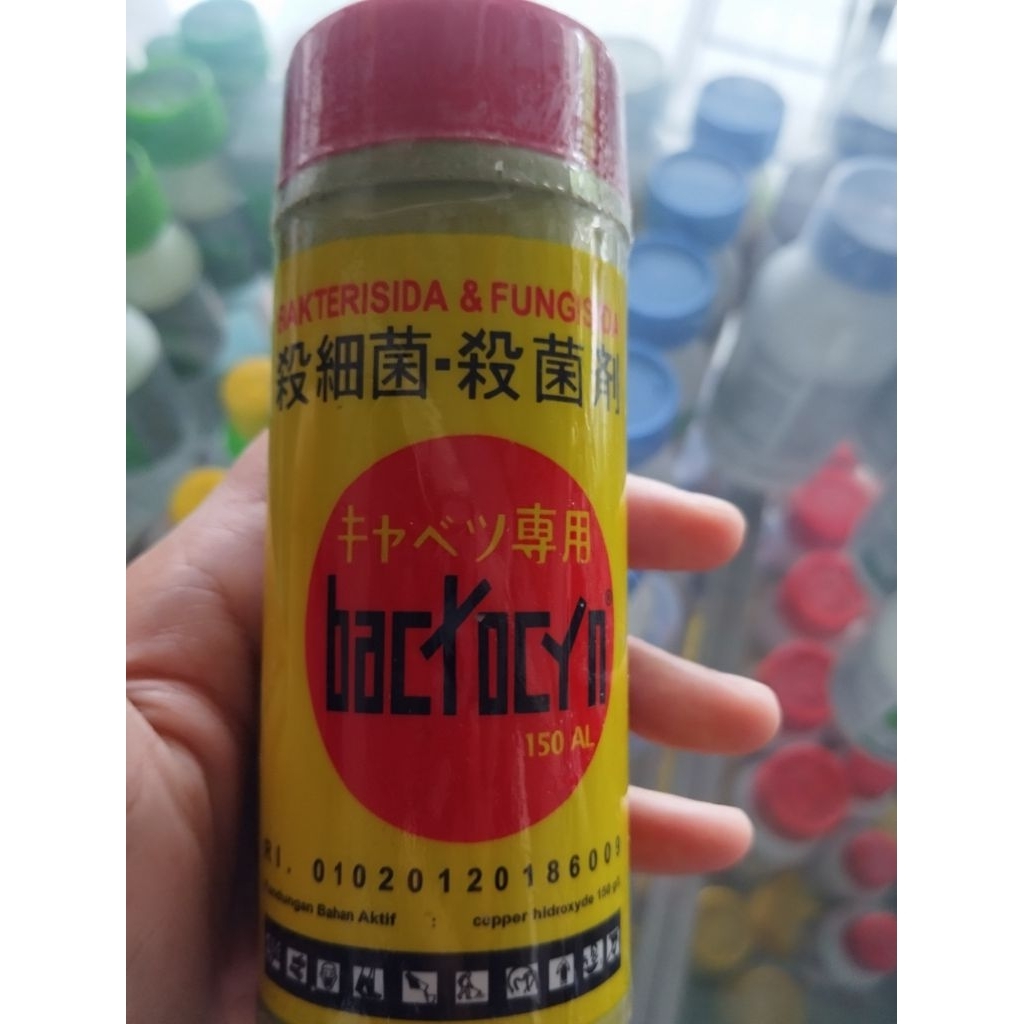 BAKTERISIDA & FUNGISIDA
殺細菌・殺菌剤
キャベツ専用
bactocyn®
150 AL
RI. 01020120186009
Kandungan Bahan Aktif : copper hidroxyde 150 g/l